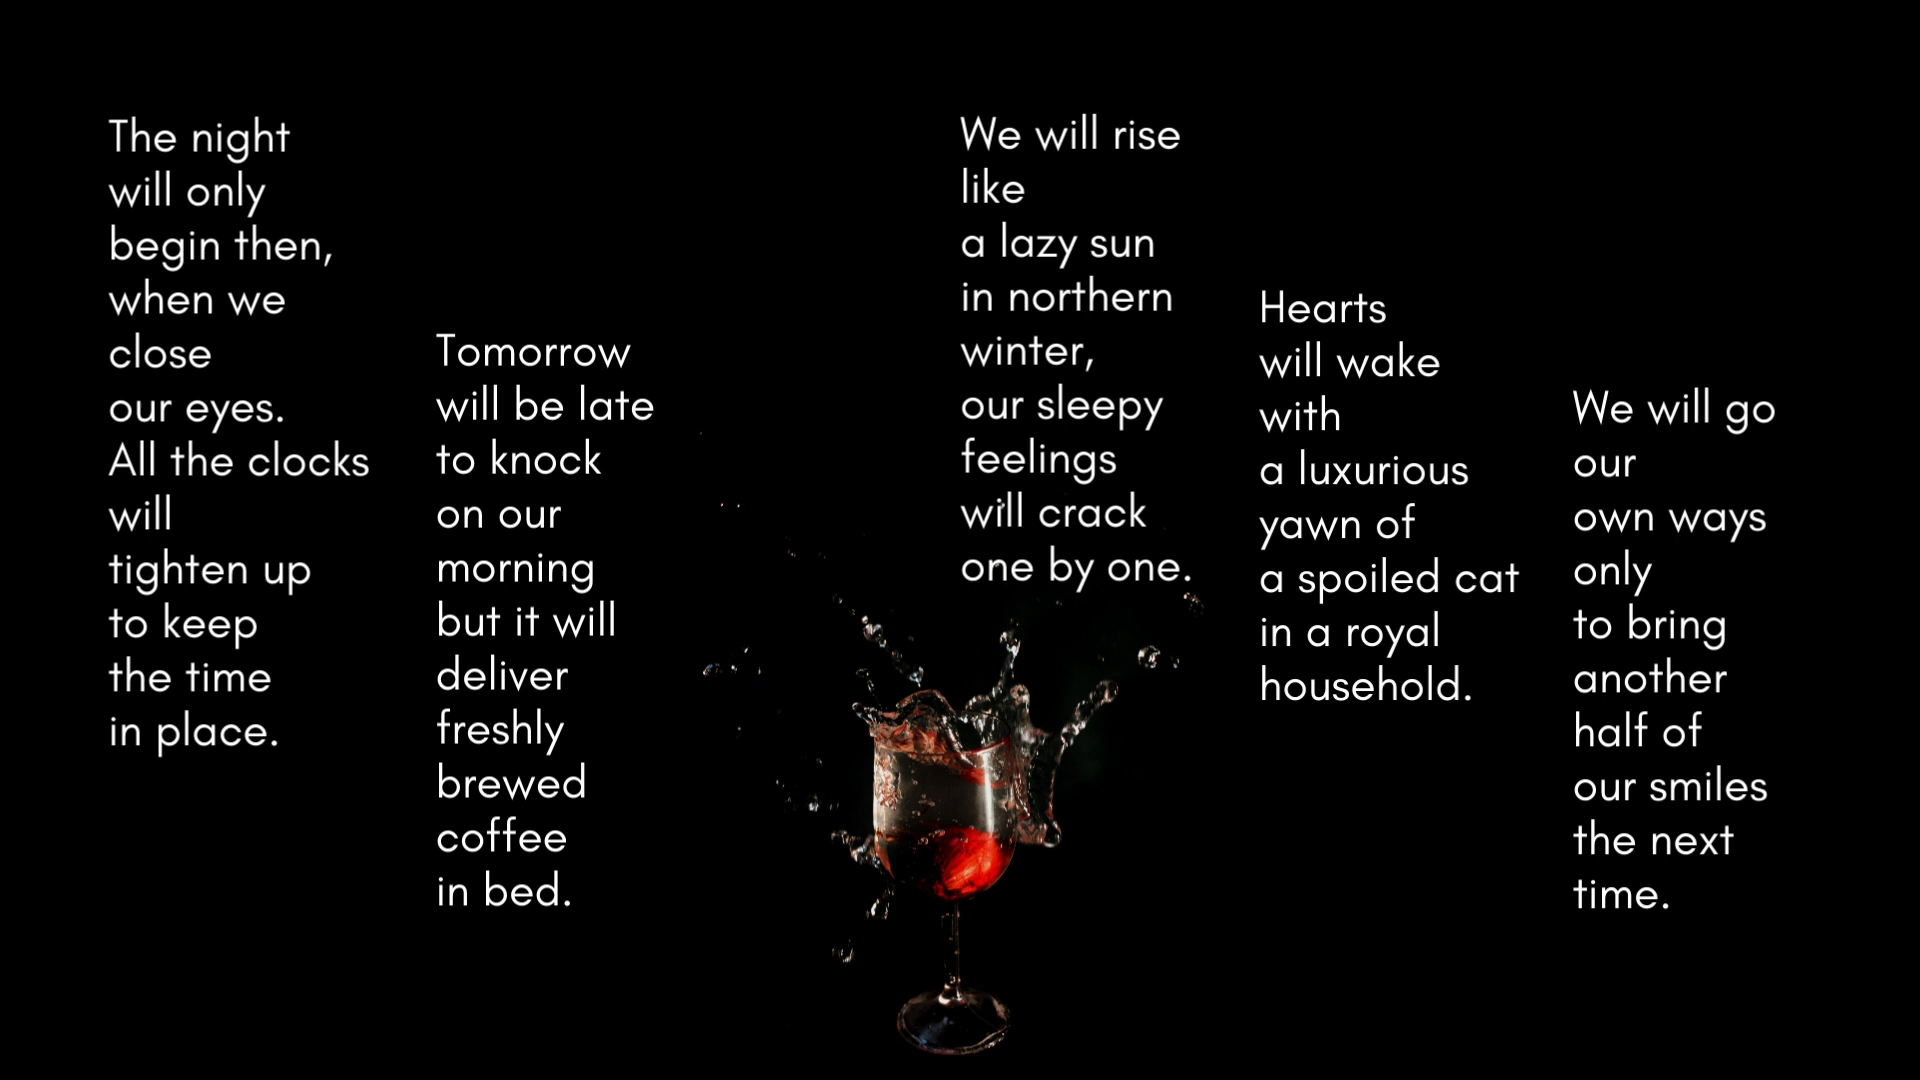 The night
will only
begin then,
when we
close
our eyes.
All the clocks
will
tighten up
to keep
the time
in place.
Tomorrow
will be late
to knock
on our
morning
but it will
deliver
freshly
brewed
coffee
in bed.
We will rise
like
a lazy sun
in northern
winter,
our sleepy
feelings
will crack
one by one.
Hearts
will wake
with
a luxurious
yawn of
a spoiled cat
in a royal
household.
We will go
our
own ways
only
to bring
another
half of
our smiles
the next
time.